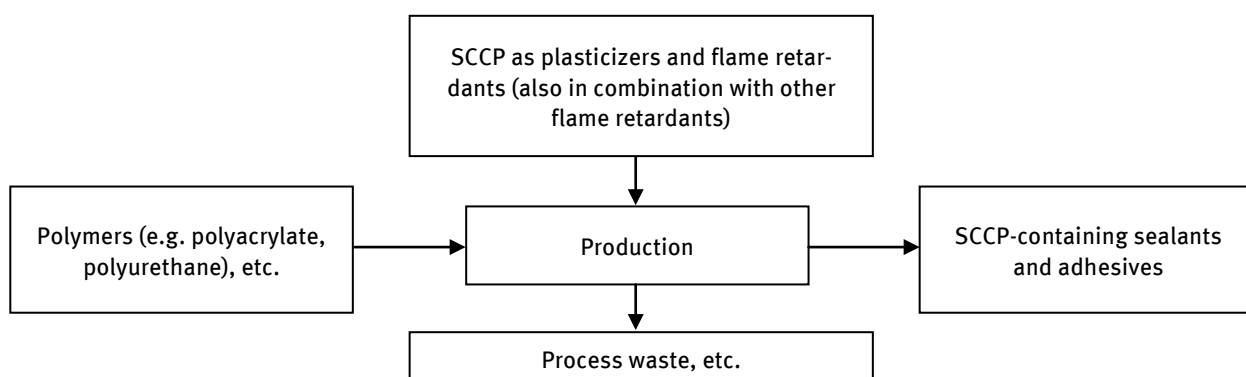 SCCP as plasticizers and flame retar-
dants (also in combination with other
flame retardants)
Polymers (e.g. polyacrylate,
polyurethane), etc.
Production
SCCP-containing sealants
and adhesives
Process waste, etc.